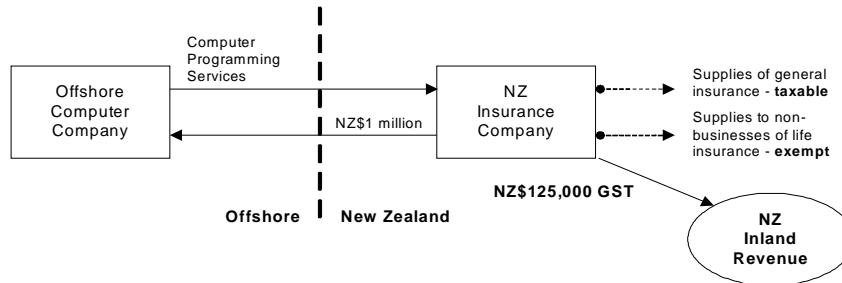 Computer
Programming
Services
Offshore
Computer
Company
NZ
Insurance
Company
Supplies of general
insurance - taxable
Supplies to non-
businesses of life
insurance - exempt
NZ$1 million
NZ$125,000 GST
Offshore
New Zealand
NZ
Inland
Revenue